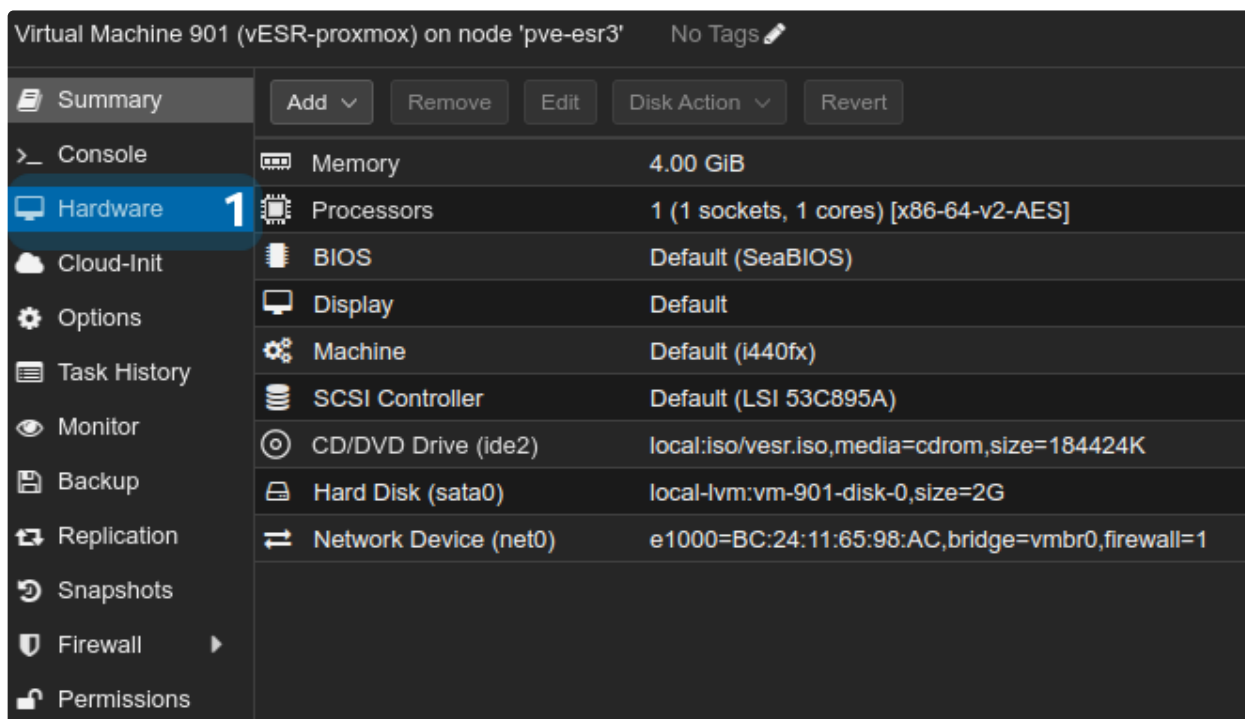 Virtual Machine 901 (vESR-proxmox) on node 'pve-esr3' No Tags
Summary
Console
Hardware 1
Cloud-Init
Options
Task History
Monitor
Backup
Replication
Snapshots
Firewall
Permissions
Add Remove Edit Disk Action Revert
Memory 4.00 GiB
Processors 1 (1 sockets, 1 cores) [x86-64-v2-AES]
BIOS Default (SeaBIOS)
Display Default
Machine Default (i440fx)
SCSI Controller Default (LSI 53C895A)
CD/DVD Drive (ide2) local:iso/vesr.iso,media=cdrom,size=184424K
Hard Disk (sata0) local-lvm:vm-901-disk-0,size=2G
Network Device (net0) e1000=BC:24:11:65:98:AC,bridge=vmbr0,firewall=1